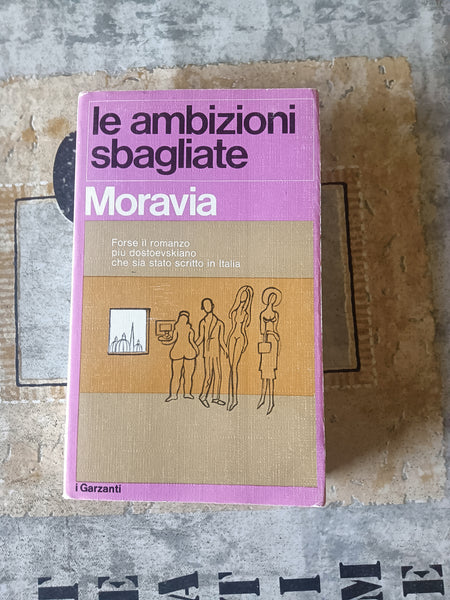 le ambizioni
sbagliate
Moravia
Forse il romanzo
più dostoevskiano
che sia stato scritto in Italia
i Garzanti